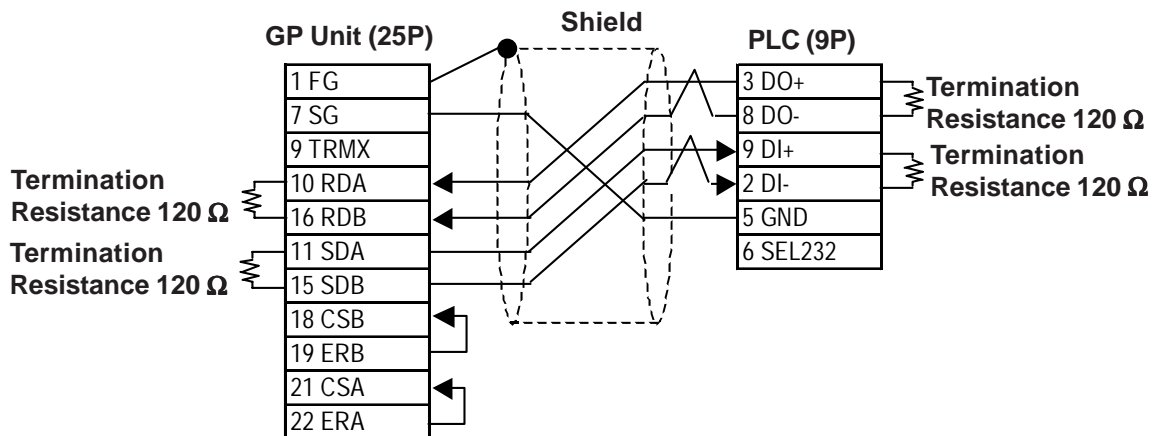 Shield
GP Unit (25P)
PLC (9P)
1 FG
7 SG
9 TRMX
10 RDA
16 RDB
11 SDA
15 SDB
18 CSB
19 ERB
21 CSA
22 ERA
Termination
Resistance 120 Ω
Termination
Resistance 120 Ω
3 DO+
8 DO-
9 DI+
2 DI-
5 GND
6 SEL232
Termination
Resistance 120 Ω
Termination
Resistance 120 Ω